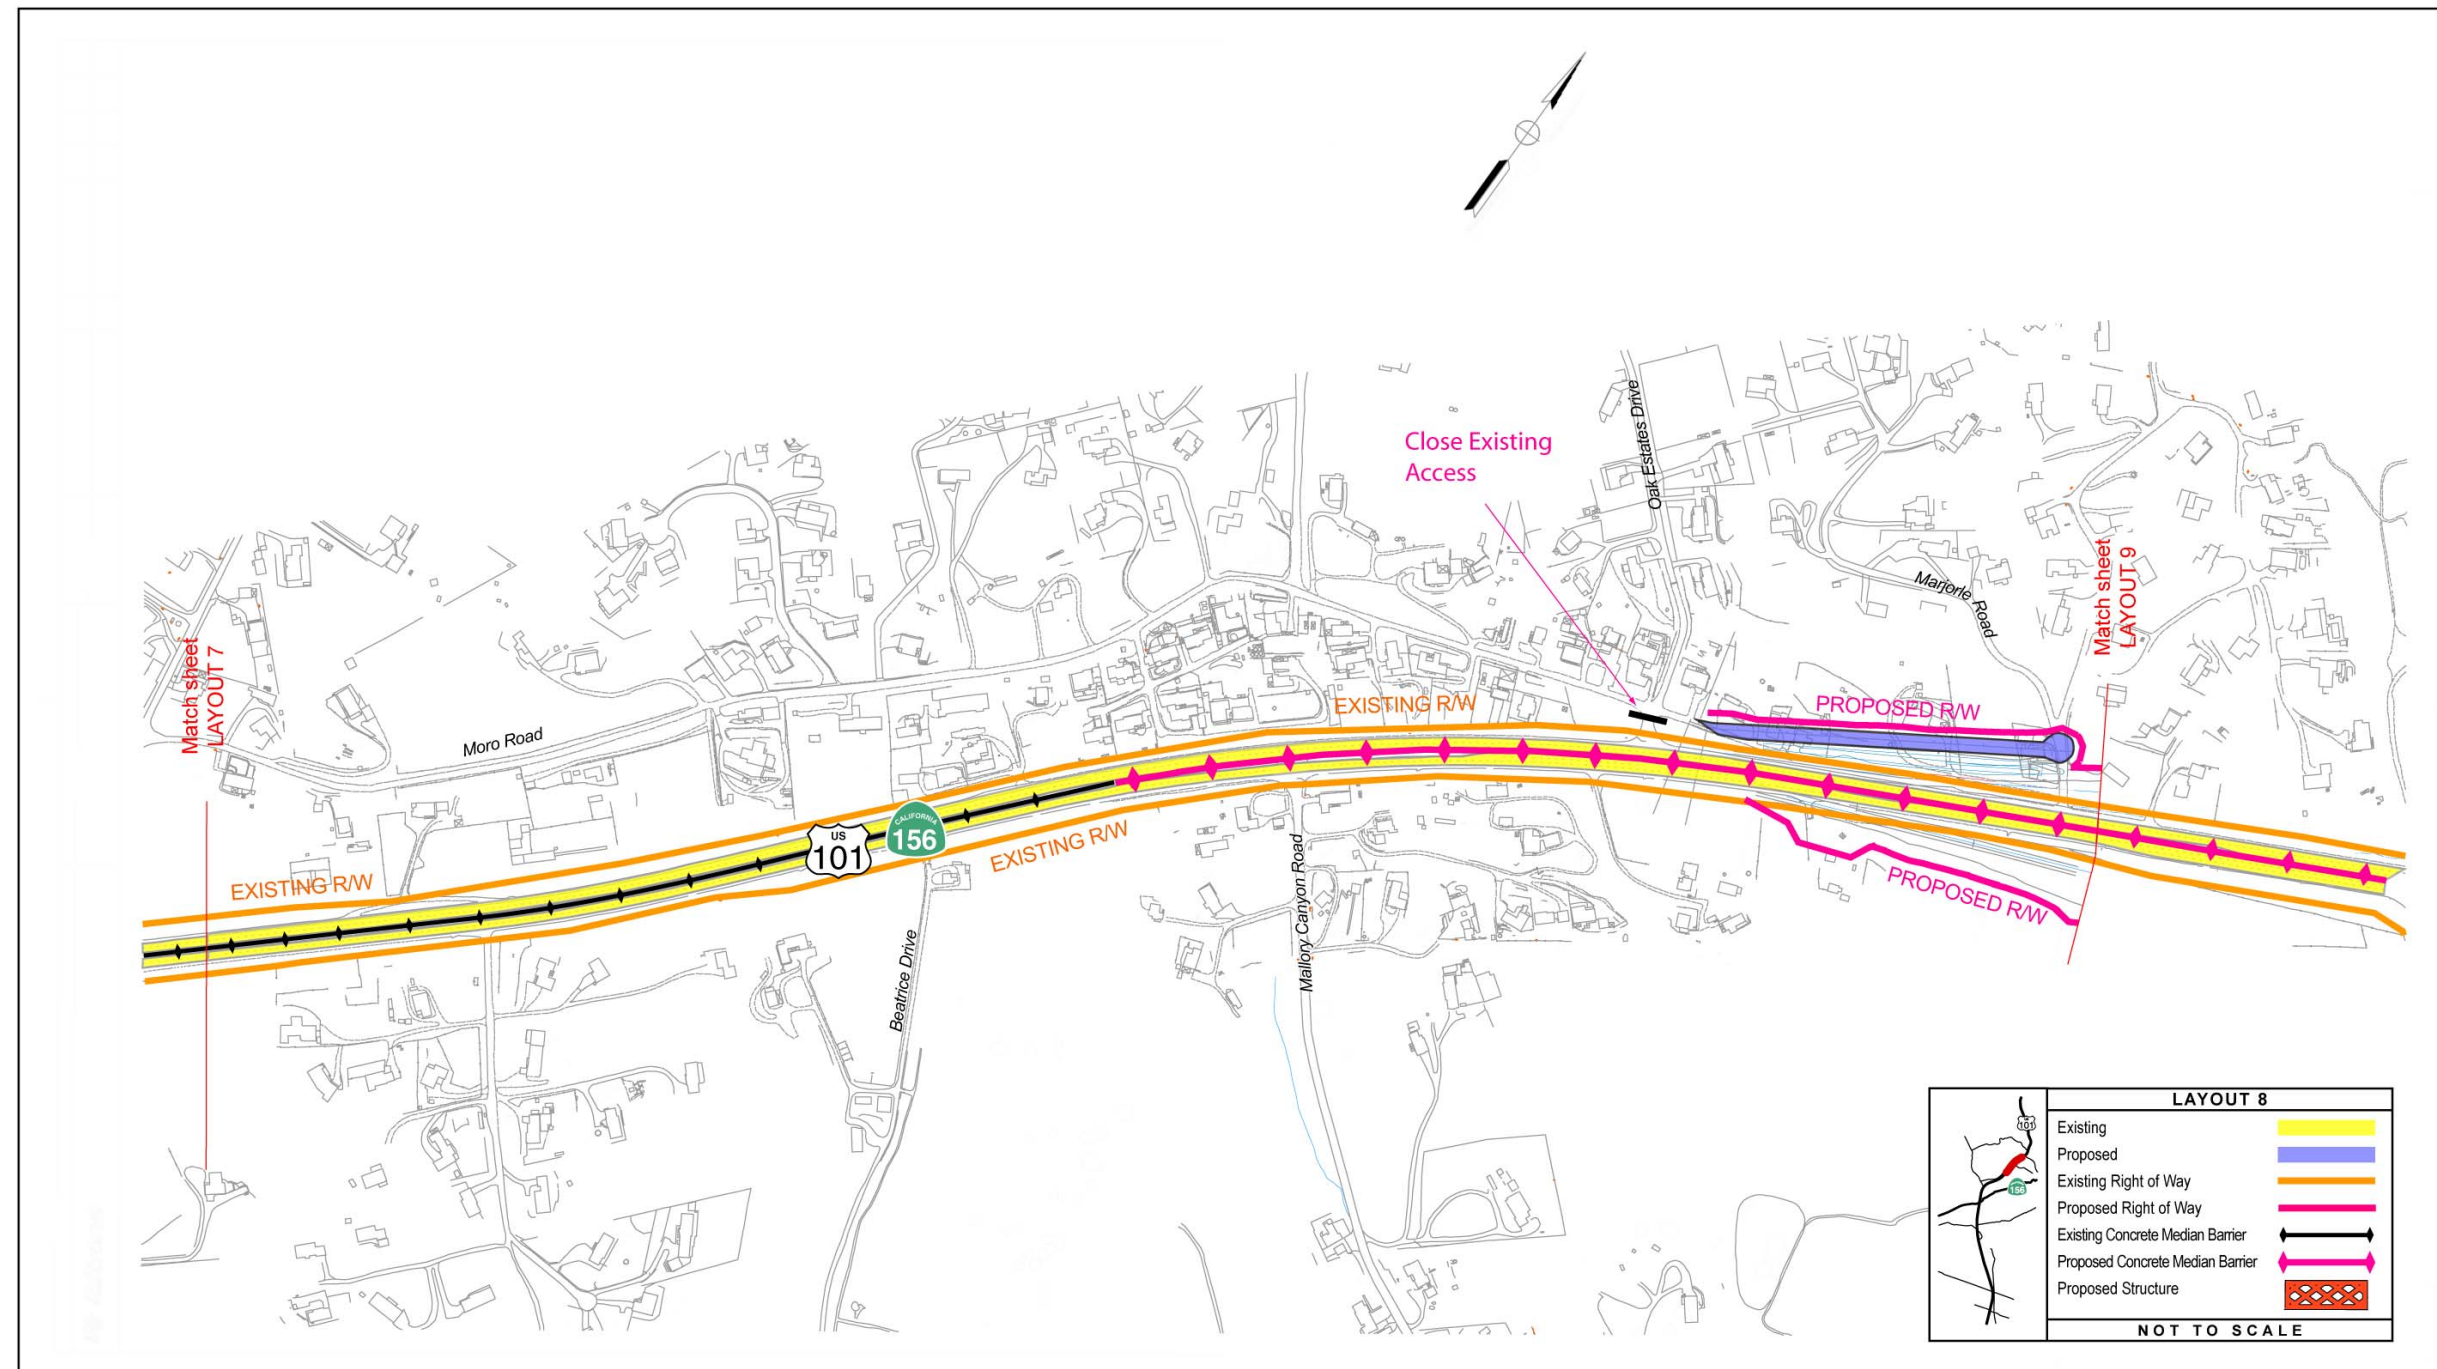 Oak Estates Drive
Close Existing
Access
Marjorie Road
Match sheet
LAYOUT 9
Match sheet
LAYOUT 7
Moro Road
EXISTING R/W
PROPOSED R/W
US
101
CALIFORNIA
156
EXISTING R/W
EXISTING R/W
PROPOSED R/W
Mallory Canyon Road
Beatrice Drive
US
101
156
LAYOUT 8
Existing
Proposed
Existing Right of Way
Proposed Right of Way
Existing Concrete Median Barrier
Proposed Concrete Median Barrier
Proposed Structure
NOT TO SCALE